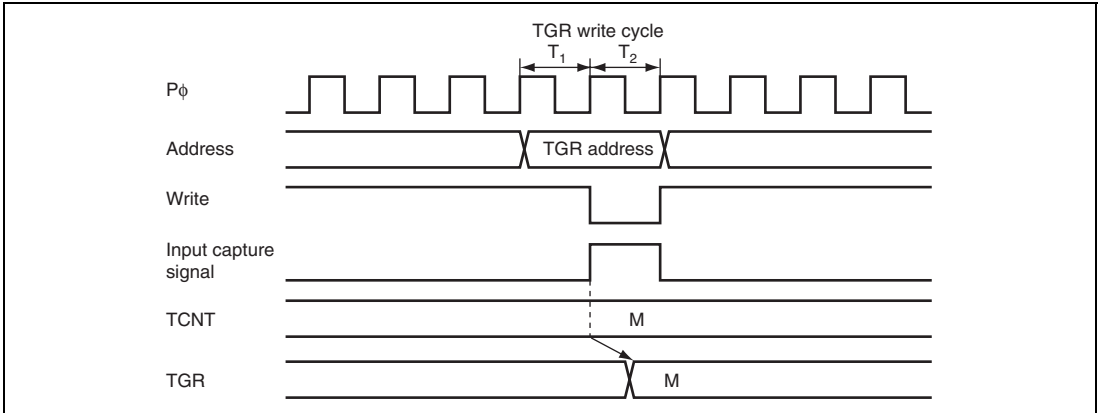 TGR write cycle
T1 T2
Pϕ
Address
TGR address
Write
Input capture
signal
TCNT
M
TGR
M